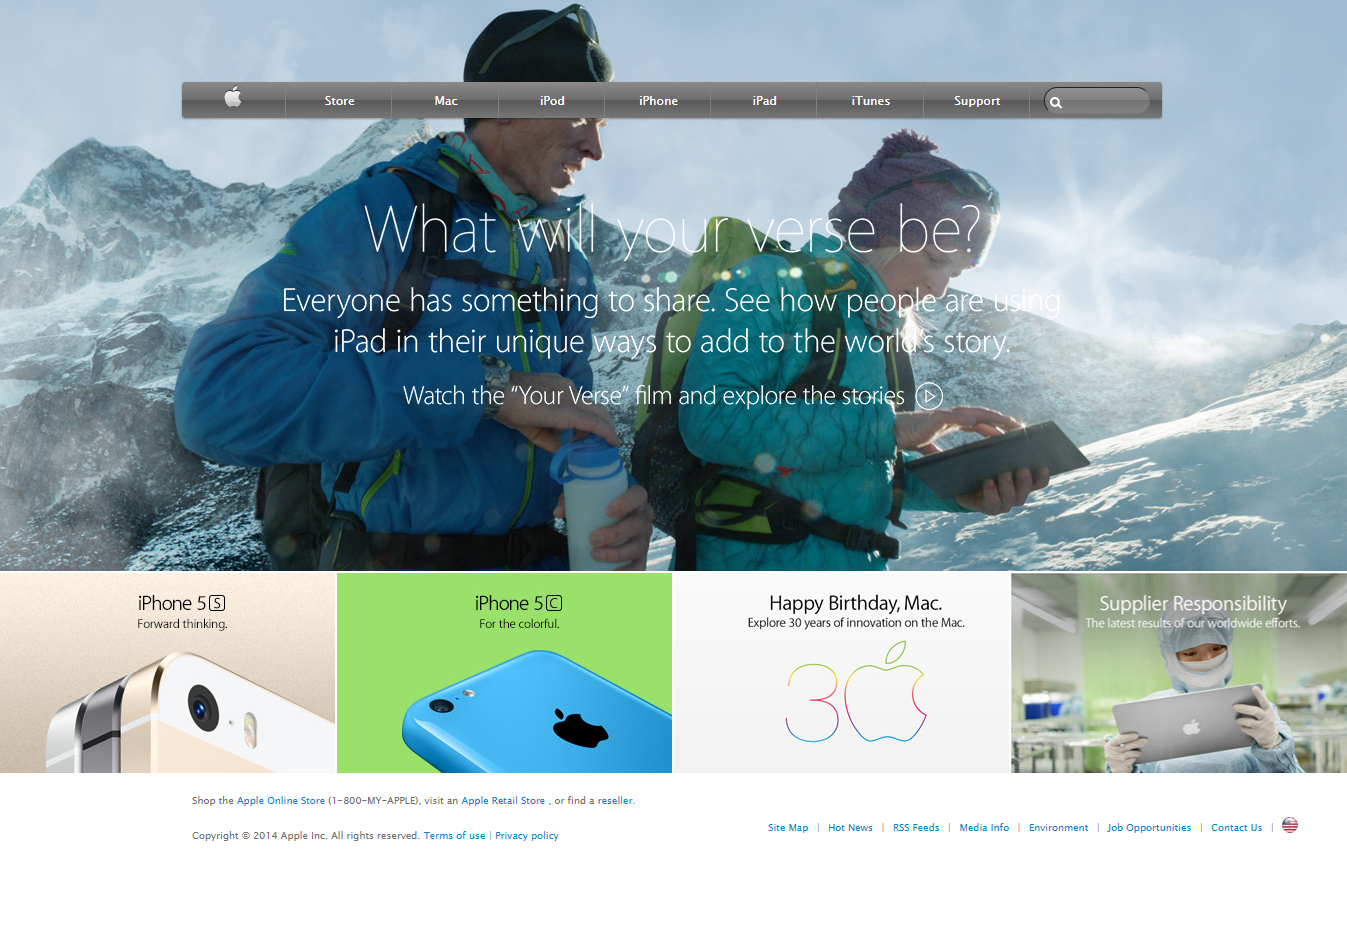 Store Mac iPod iPhone iPad iTunes Support
What will your verse be?
Everyone has something to share. See how people are using
iPad in their unique ways to add to the world's story.
Watch the “Your Verse” film and explore the stories
iPhone 5S
Forward thinking.
iPhone 5C
For the colorful.
Happy Birthday, Mac.
Explore 30 years of innovation on the Mac.
30
Supplier Responsibility
The latest results of our worldwide efforts.
Shop the Apple Online Store (1-800-MY-APPLE), visit an Apple Retail Store , or find a reseller.
Copyright © 2014 Apple Inc. All rights reserved. Terms of use | Privacy policy
Site Map | Hot News | RSS Feeds | Media Info | Environment | Job Opportunities | Contact Us |